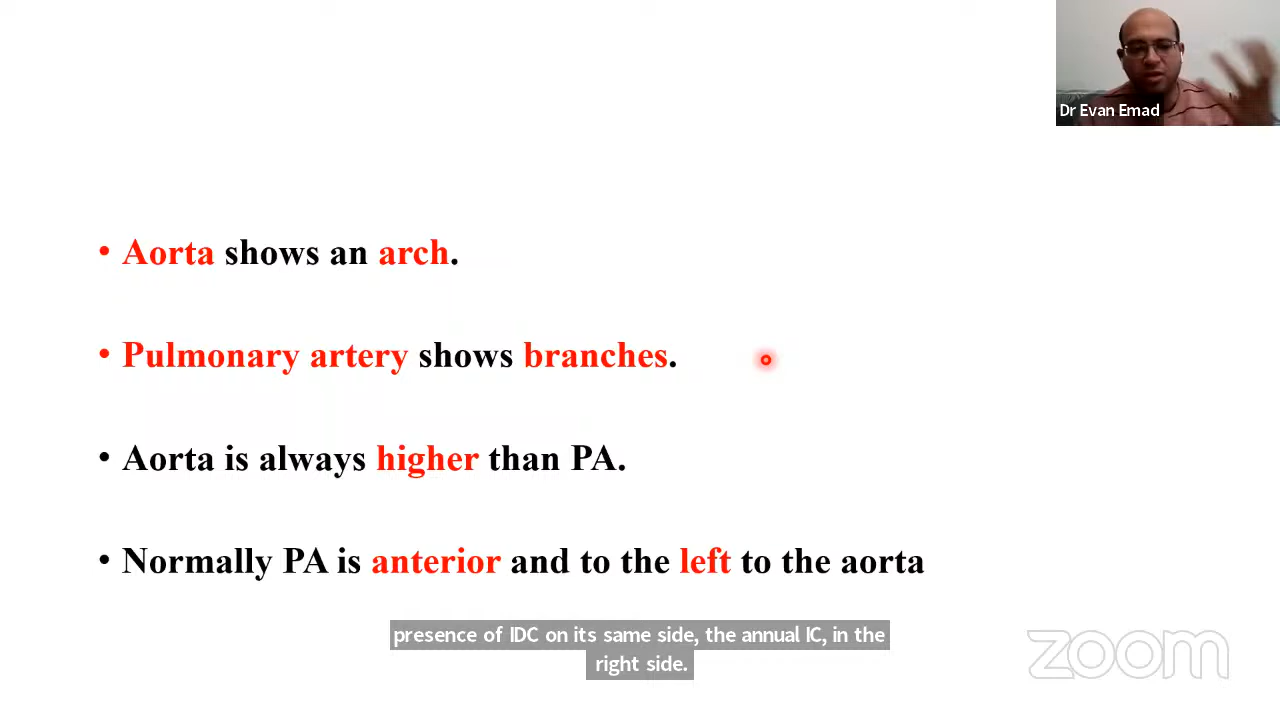 Dr Evan Emad
• Aorta shows an arch.
• Pulmonary artery shows branches.
• Aorta is always higher than PA.
• Normally PA is anterior and to the left to the aorta
presence of IDC on its same side, the annual IC, in the
right side.
zoom